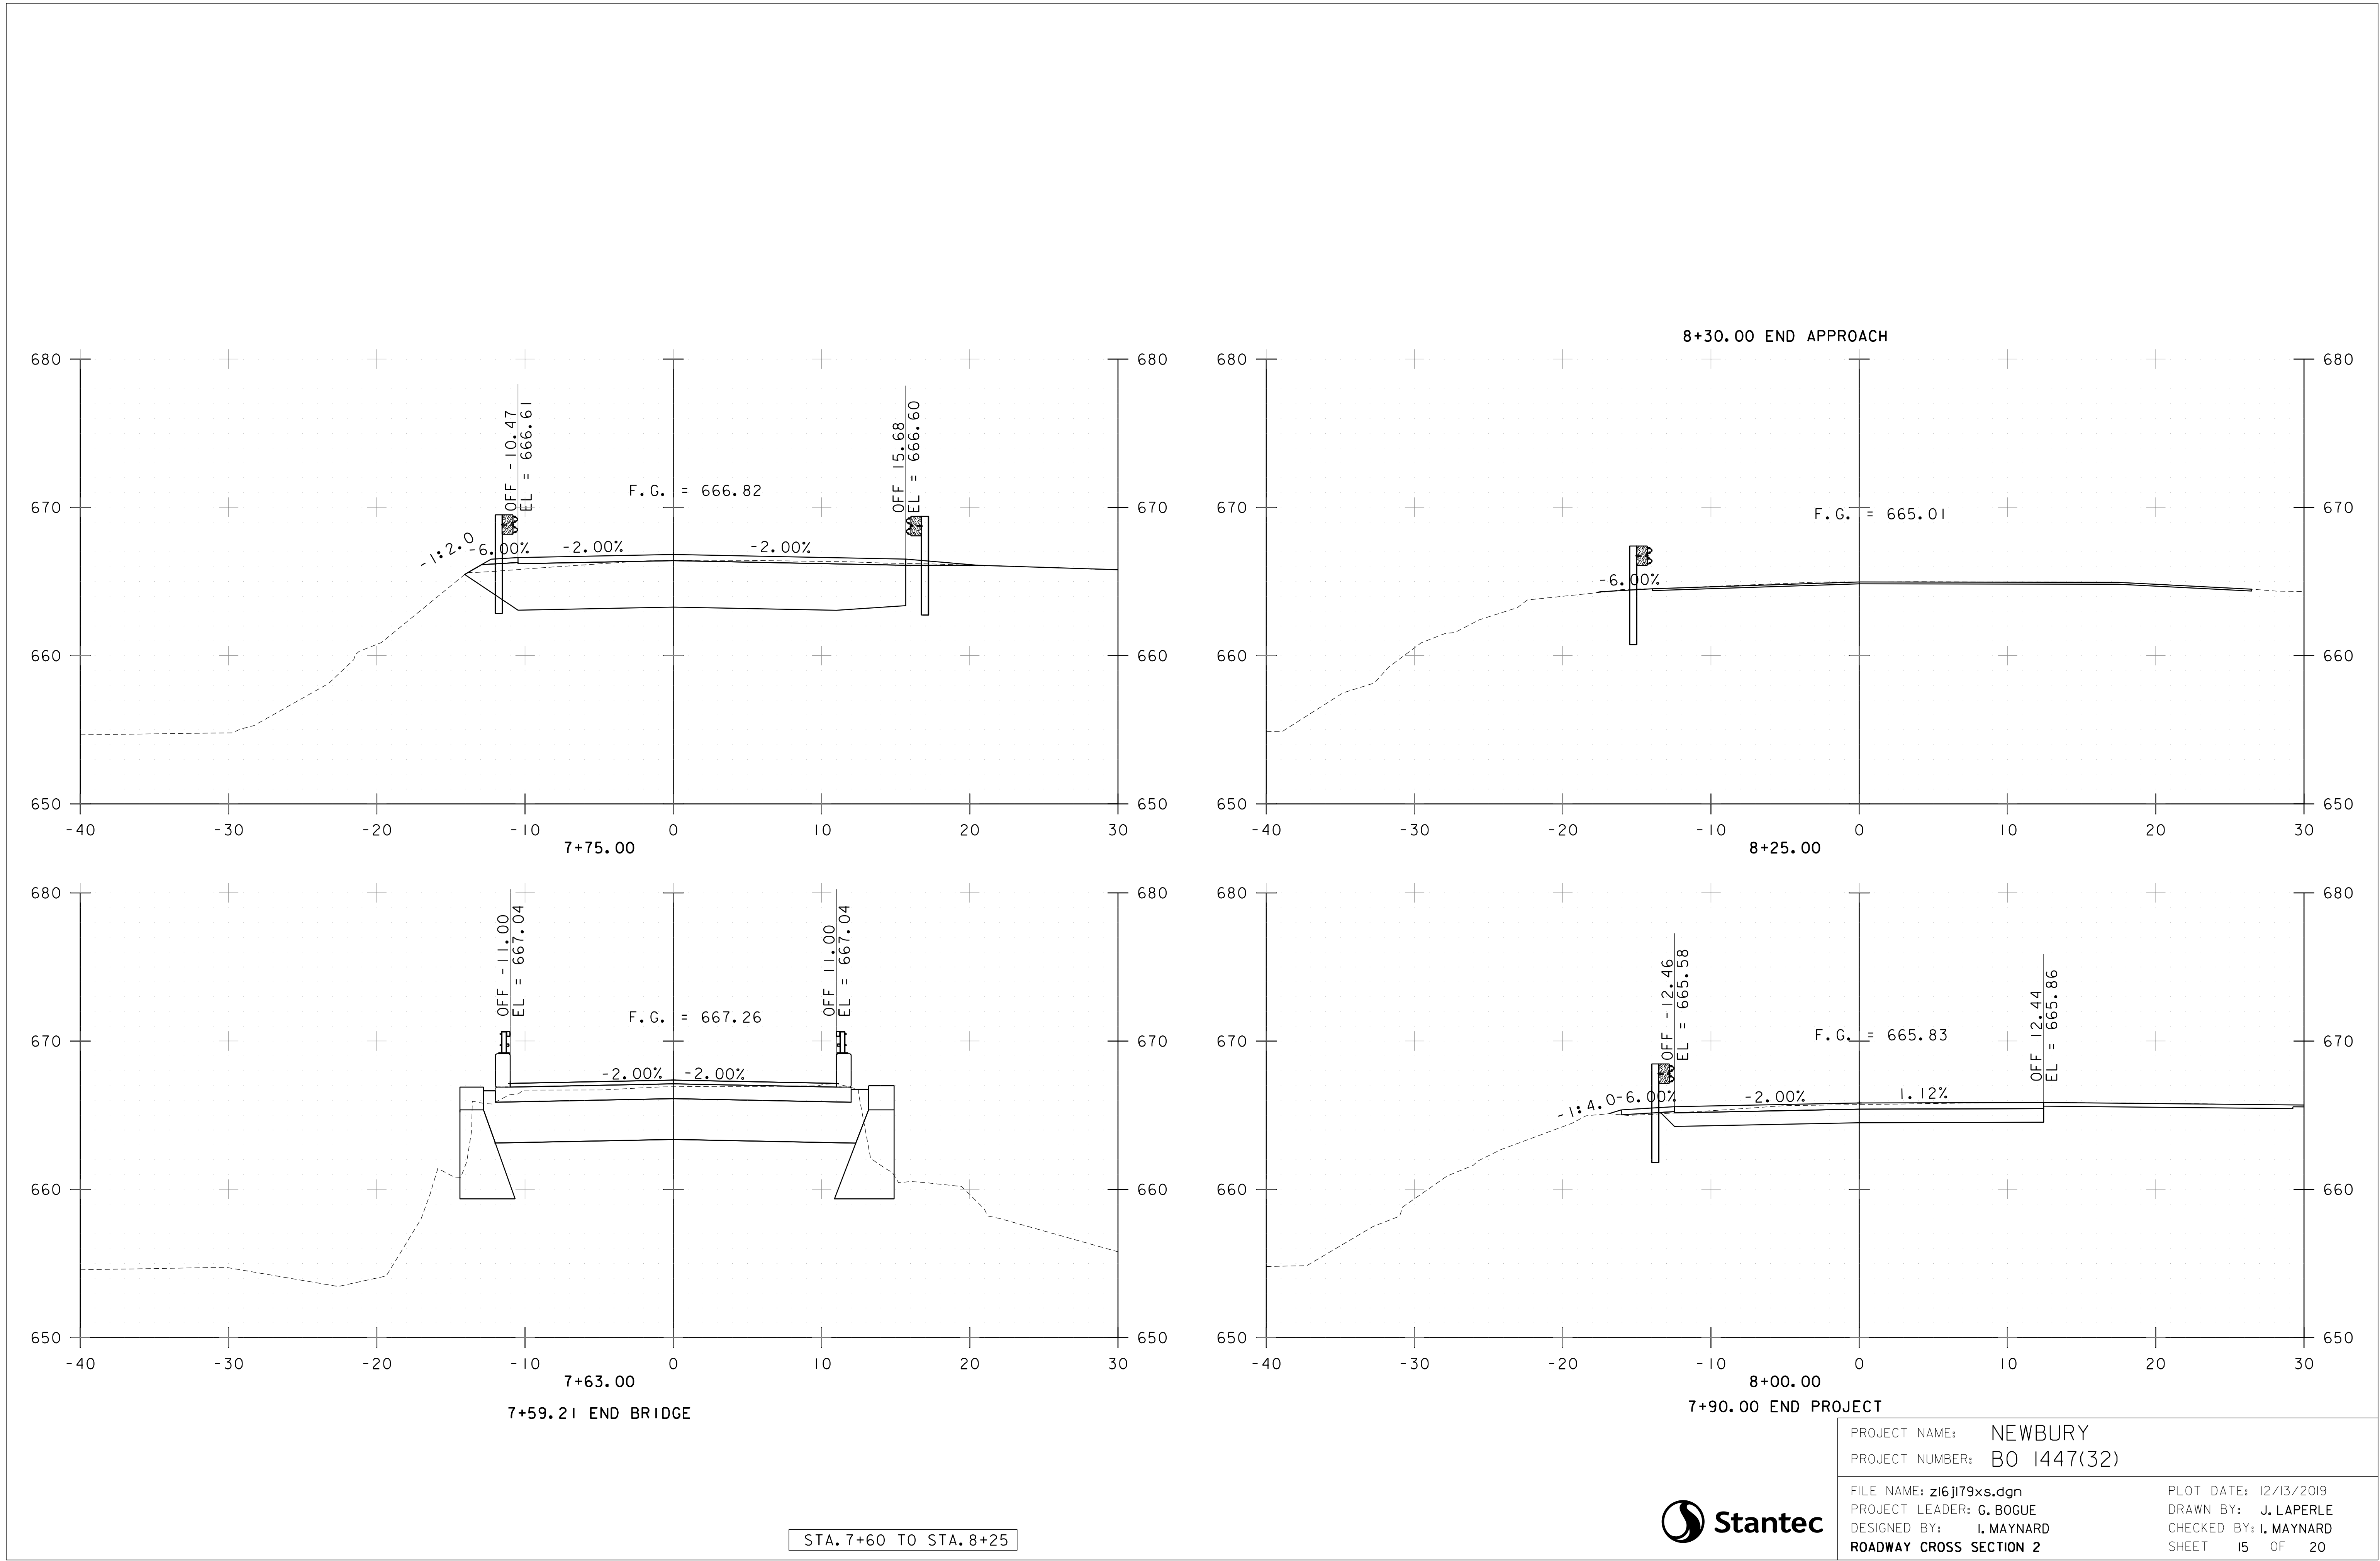 680
680
670
670
660
660
650
650
-40
-30
-20
-10
0
10
20
30
7+75.00
OFF -10.47
EL = 666.61
OFF 15.68
EL = 666.60
F.G. = 666.82
-1:2.0
-6.00%
-2.00%
-2.00%
8+30.00 END APPROACH
680
680
670
670
660
660
650
650
-40
-30
-20
-10
0
10
20
30
8+25.00
F.G. = 665.01
-6.00%
680
680
670
670
660
660
650
650
-40
-30
-20
-10
0
10
20
30
7+63.00
7+59.21 END BRIDGE
OFF -11.00
EL = 667.04
OFF 11.00
EL = 667.04
F.G. = 667.26
-2.00%
-2.00%
680
680
670
670
660
660
650
650
-40
-30
-20
-10
0
10
20
30
8+00.00
7+90.00 END PROJECT
OFF -12.46
EL = 665.58
OFF 12.44
EL = 665.86
F.G. = 665.83
-1:4.0
-6.00%
-2.00%
1.12%
STA. 7+60 TO STA. 8+25
Stantec
PROJECT NAME: NEWBURY
PROJECT NUMBER: BO 1447(32)
FILE NAME: z16j179xs.dgn
PLOT DATE: 12/13/2019
PROJECT LEADER: G. BOGUE
DRAWN BY: J. LAPERLE
DESIGNED BY: I. MAYNARD
CHECKED BY: I. MAYNARD
ROADWAY CROSS SECTION 2
SHEET 15 OF 20